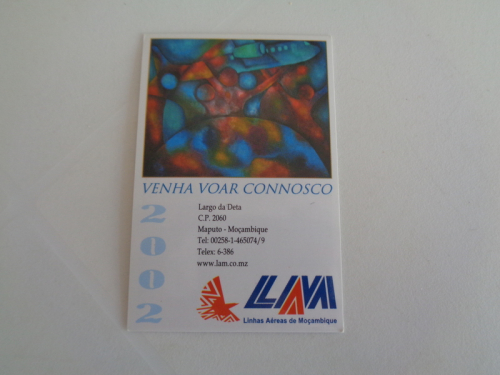 VENHA VOAR CONNOSCO
2002
Largo da Deta
C.P. 2060
Maputo - Moçambique
Tel: 00258-1-465074/9
Telex: 6-386
www.lam.co.mz
LAM
Linhas Aéreas de Moçambique